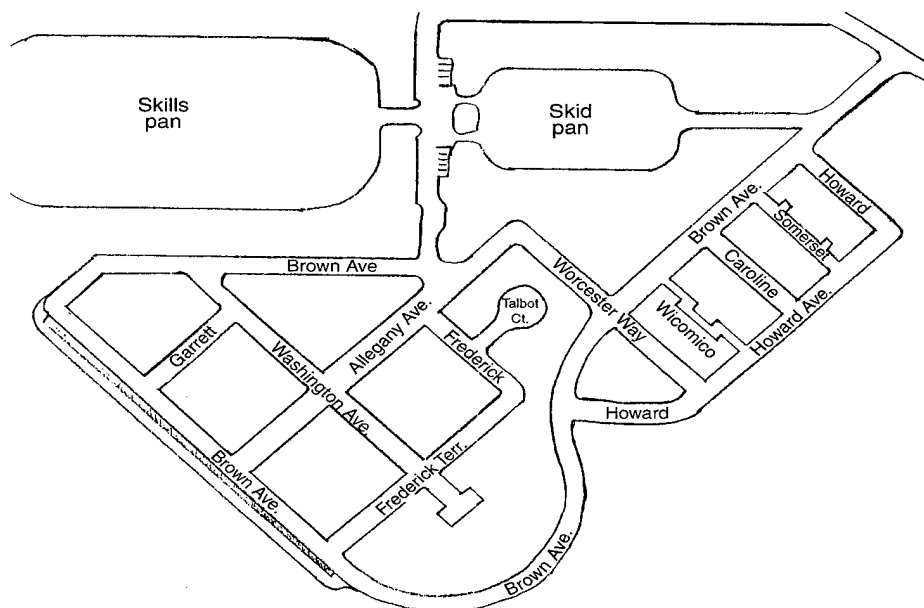 Skills
pan
Skid
pan
Howard
Brown Ave.
Somerset
Caroline
Brown Ave
Talbot
Ct.
Worcester Way
Wicomico
Howard Ave.
Garrett
Washington Ave.
Allegany Ave.
Frederick
Howard
Brown Ave.
Frederick Terr.
Brown Ave.